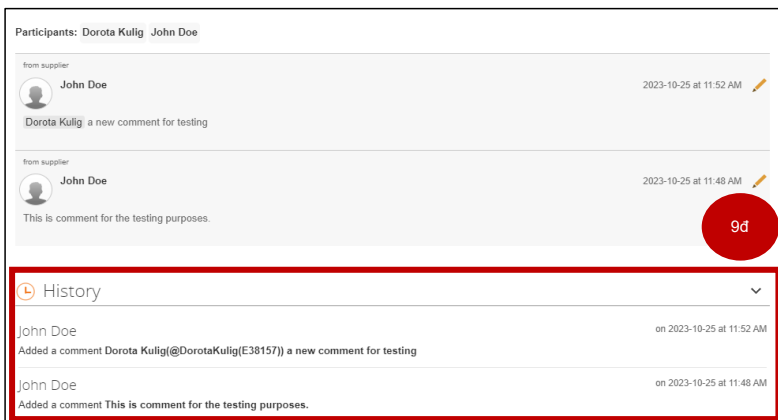 Participants: Dorota Kulig John Doe
from supplier
John Doe 2023-10-25 at 11:52 AM
Dorota Kulig a new comment for testing
from supplier
John Doe 2023-10-25 at 11:48 AM
This is comment for the testing purposes.
9đ
History
John Doe on 2023-10-25 at 11:52 AM
Added a comment Dorota Kulig(@DorotaKulig(E38157)) a new comment for testing
John Doe on 2023-10-25 at 11:48 AM
Added a comment This is comment for the testing purposes.